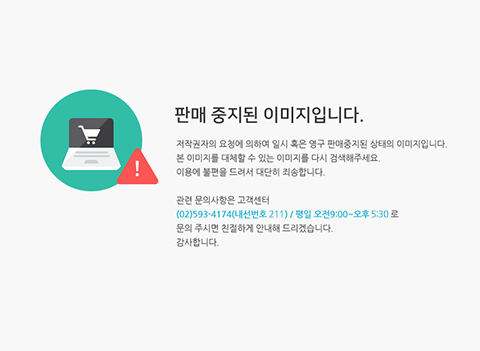 판매 중지된 이미지입니다.
저작권자의 요청에 의하여 일시 혹은 영구 판매중지된 상태의 이미지입니다.
본 이미지를 대체할 수 있는 이미지를 다시 검색해주세요.
이용에 불편을 드려서 대단히 죄송합니다.
관련 문의사항은 고객센터
(02)593-4174(내선번호 211) / 평일 오전9:00~오후 5:30 로
문의 주시면 친절하게 안내해 드리겠습니다.
감사합니다.